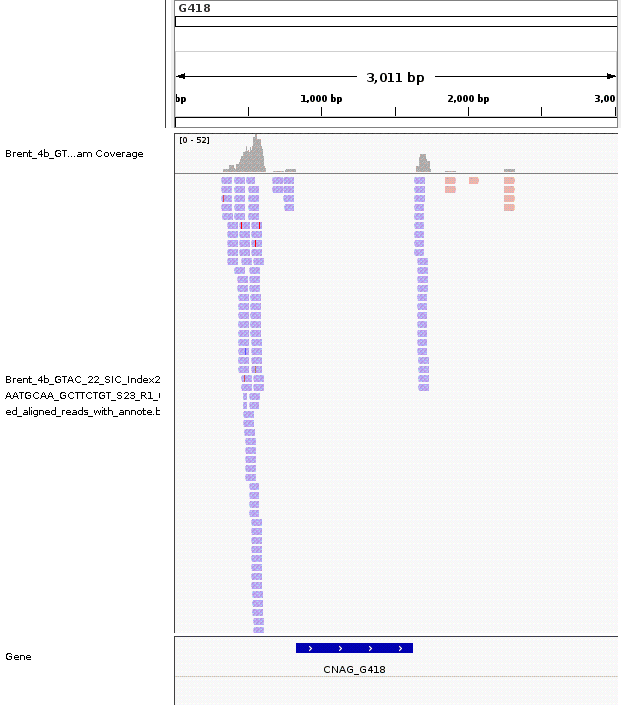 G418
3,011 bp
bp 1,000 bp 2,000 bp 3,00
[0 - 52]
Brent_4b_GT...am Coverage
Brent_4b_GTAC_22_SIC_Index2
AATGCAA_GCTTCTGT_S23_R1_
ed_aligned_reads_with_annote.b
Gene
CNAG_G418